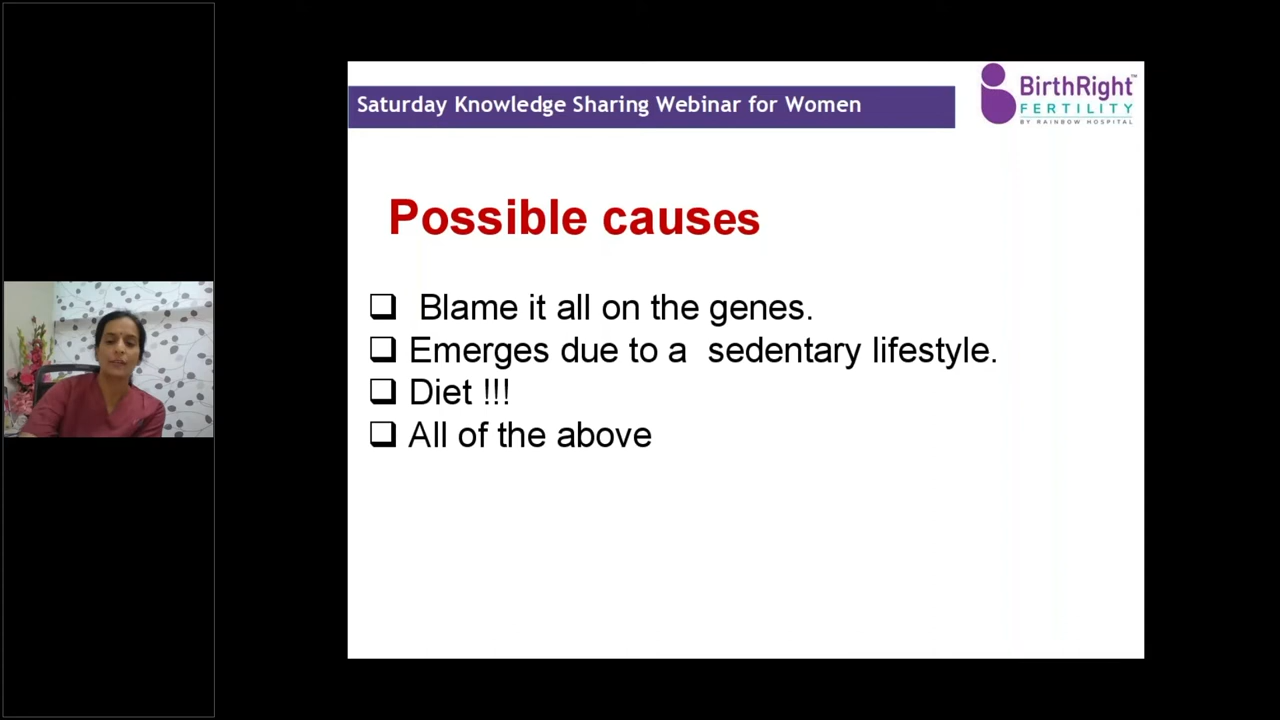 Saturday Knowledge Sharing Webinar for Women
BirthRight™
FERTILITY
BY RAINBOW HOSPITAL
Possible causes
Blame it all on the genes.
Emerges due to a sedentary lifestyle.
Diet !!!
All of the above